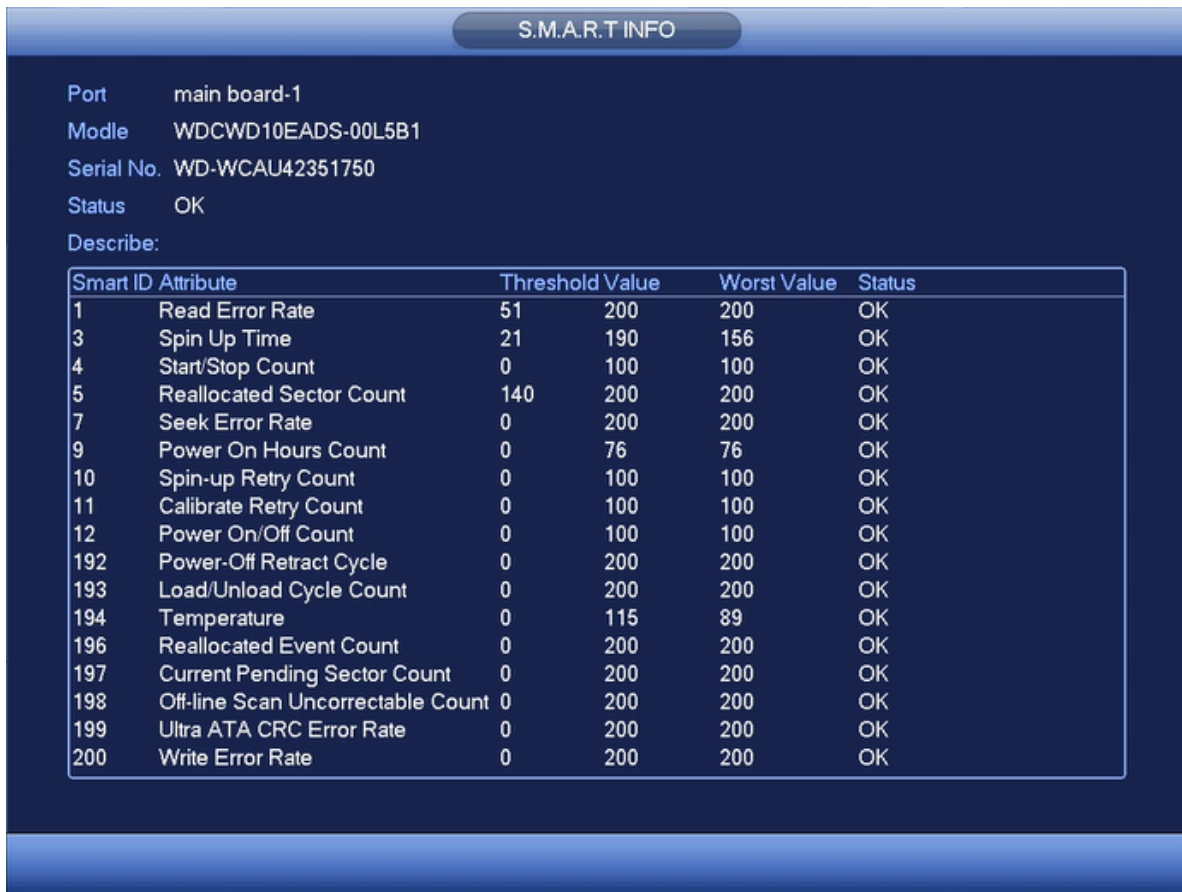 S.M.A.R.T INFO
Port main board-1
Modle WDCWD10EADS-00L5B1
Serial No. WD-WCAU42351750
Status OK
Describe:
Smart ID Attribute Threshold Value Worst Value Status
1 Read Error Rate 51 200 200 OK
3 Spin Up Time 21 190 156 OK
4 Start/Stop Count 0 100 100 OK
5 Reallocated Sector Count 140 200 200 OK
7 Seek Error Rate 0 200 200 OK
9 Power On Hours Count 0 76 76 OK
10 Spin-up Retry Count 0 100 100 OK
11 Calibrate Retry Count 0 100 100 OK
12 Power On/Off Count 0 100 100 OK
192 Power-Off Retract Cycle 0 200 200 OK
193 Load/Unload Cycle Count 0 200 200 OK
194 Temperature 0 115 89 OK
196 Reallocated Event Count 0 200 200 OK
197 Current Pending Sector Count 0 200 200 OK
198 Off-line Scan Uncorrectable Count 0 200 200 OK
199 Ultra ATA CRC Error Rate 0 200 200 OK
200 Write Error Rate 0 200 200 OK